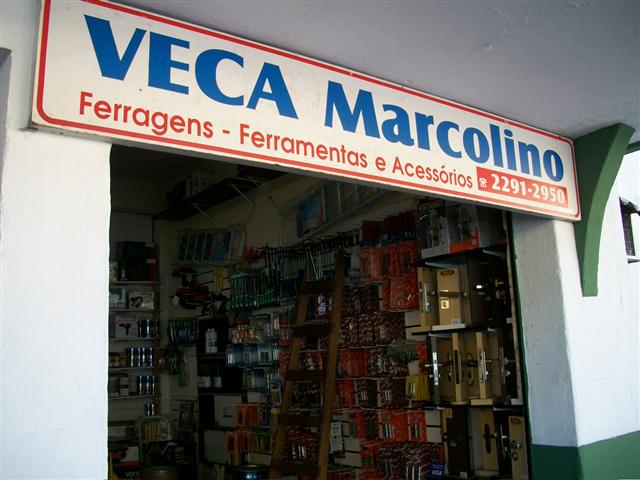 VECA Marcolino
Ferragens - Ferramentas e Acessórios ☎ 2291-2950